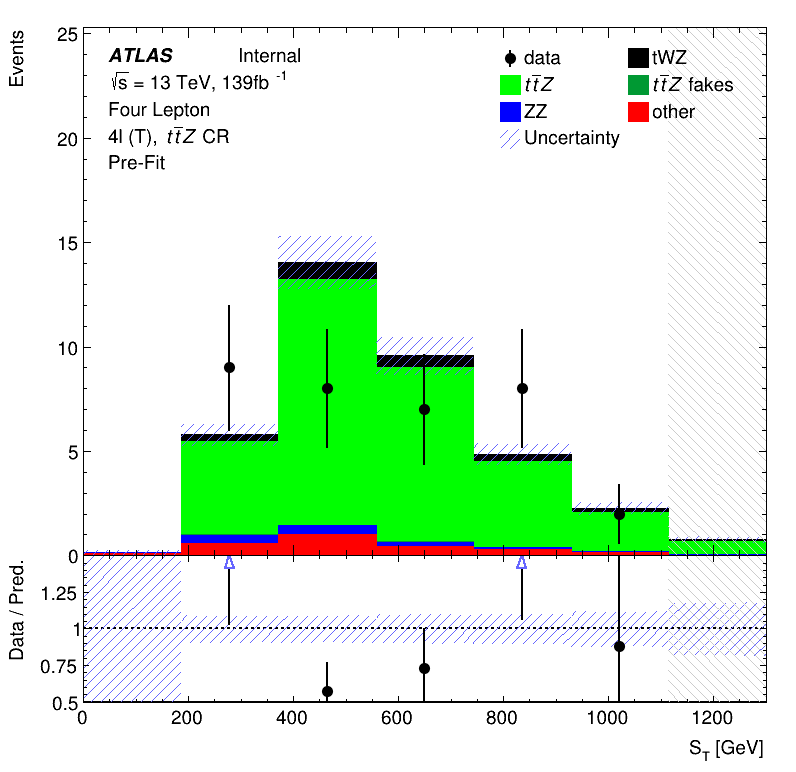 Events
25
20
15
10
5
0
ATLAS Internal
√s = 13 TeV, 139fb -1
Four Lepton
4l (T), tt̅Z CR
Pre-Fit
data
tWZ
tt̅Z
tt̅Z fakes
ZZ
other
Uncertainty
Data / Pred.
1.25
1
0.75
0.5
0 200 400 600 800 1000 1200
S_T [GeV]